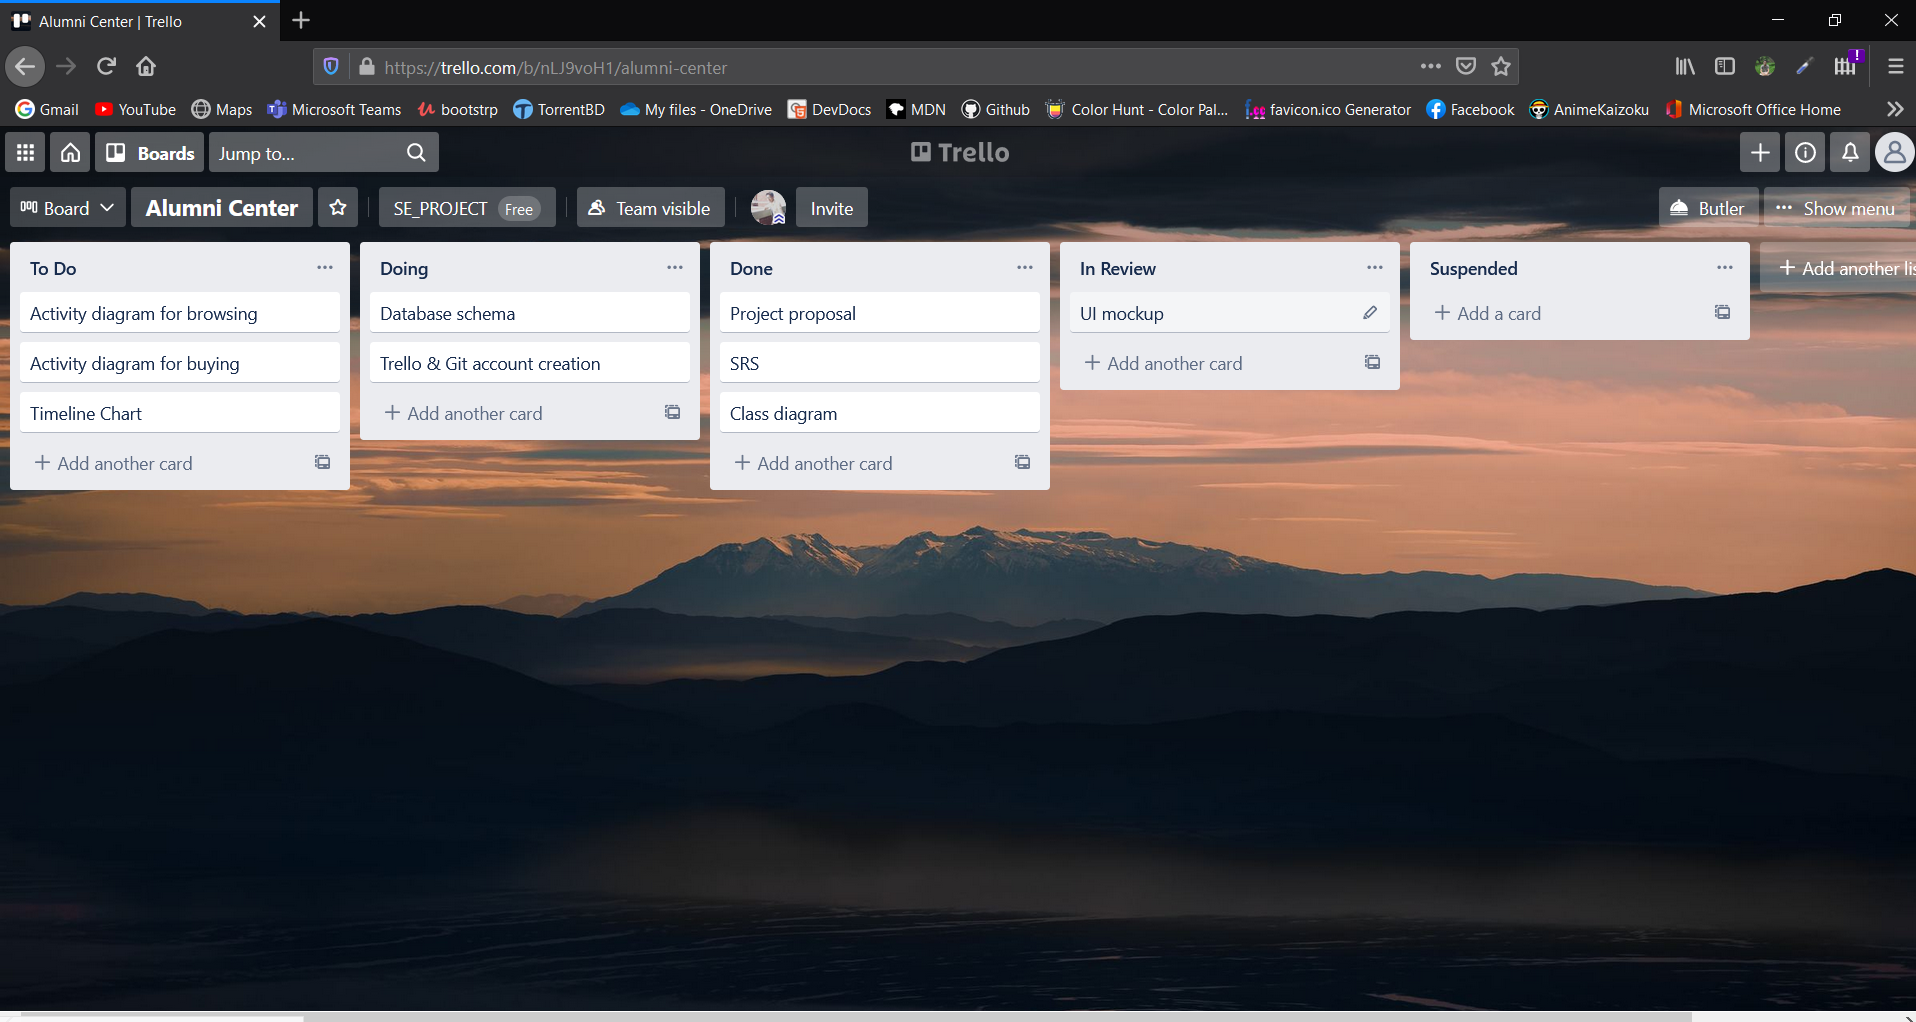 Alumni Center | Trello
https://trello.com/b/nLJ9voH1/alumni-center
Gmail YouTube Maps Microsoft Teams bootstrp TorrentBD My files - OneDrive DevDocs MDN Github Color Hunt - Color Pal... favicon.ico Generator Facebook AnimeKaizoku Microsoft Office Home
Boards Jump to... Trello
Board Alumni Center SE_PROJECT Free Team visible Invite Butler Show menu
To Do
Activity diagram for browsing
Activity diagram for buying
Timeline Chart
+ Add another card
Doing
Database schema
Trello & Git account creation
+ Add another card
Done
Project proposal
SRS
Class diagram
+ Add another card
In Review
UI mockup
+ Add another card
Suspended
+ Add a card
+ Add another lis